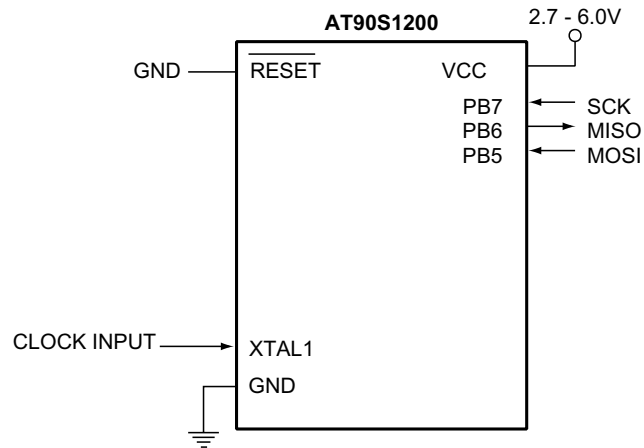 AT90S1200
2.7 - 6.0V
GND
RESET
VCC
PB7
SCK
PB6
MISO
PB5
MOSI
CLOCK INPUT
XTAL1
GND